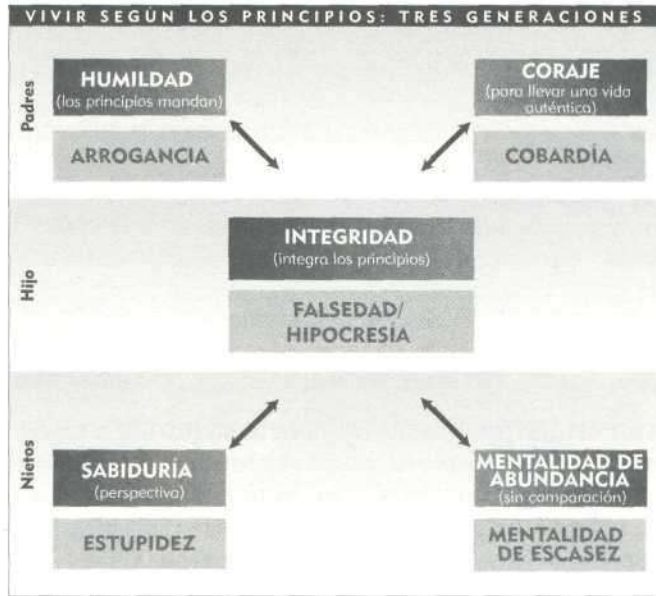 VIVIR SEGÚN LOS PRINCIPIOS: TRES GENERACIONES
Padres
HUMILDAD
(los principios mandan)
ARROGANCIA
CORAJE
(para llevar una vida
auténtica)
COBARDÍA
Hijo
INTEGRIDAD
(integra los principios)
FALSEDAD/
HIPOCRESÍA
Nietos
SABIDURÍA
(perspectiva)
ESTUPIDEZ
MENTALIDAD DE
ABUNDANCIA
(sin comparación)
MENTALIDAD
DE ESCASEZ